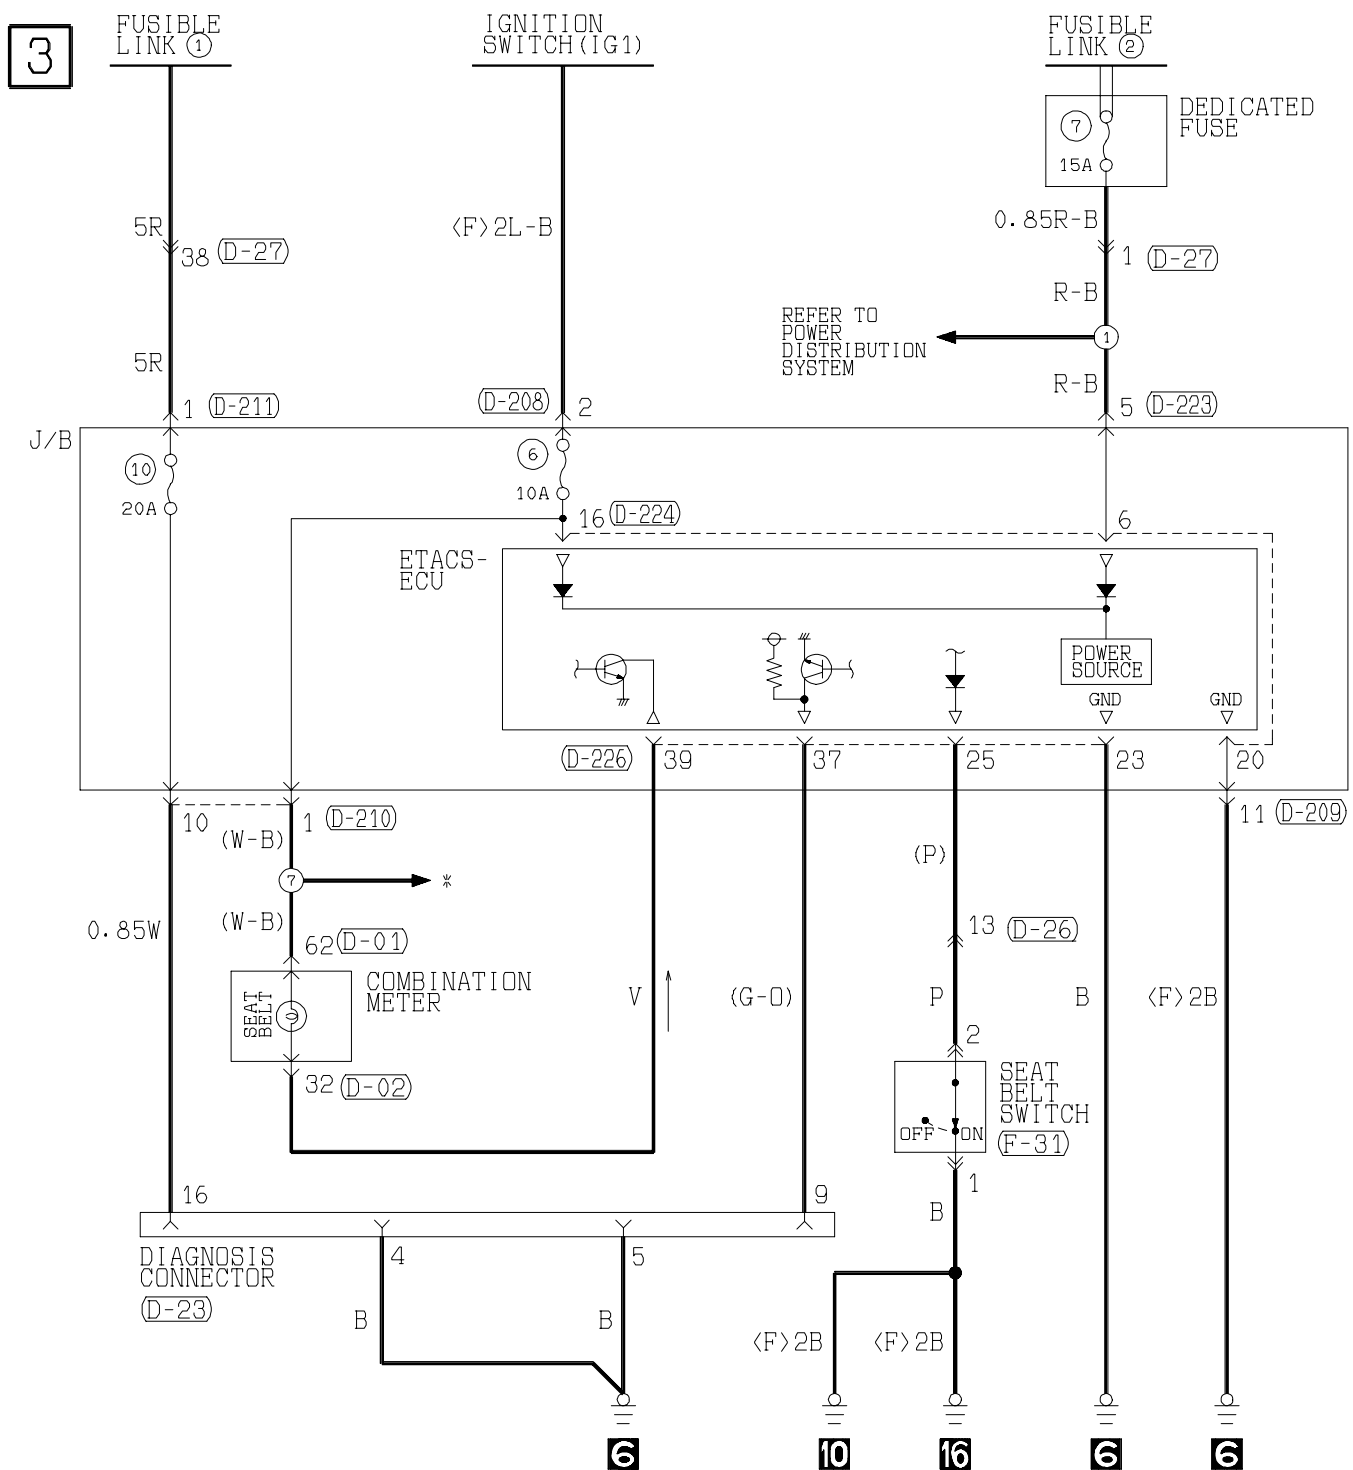 3
FUSIBLE
LINK ①
IGNITION
SWITCH(IG1)
FUSIBLE
LINK ②
DEDICATED
FUSE
7
15A
5R
<F>2L-B
0.85R-B
38 (D-27)
1 (D-27)
R-B
REFER TO
POWER
DISTRIBUTION
SYSTEM
1
5R
R-B
1 (D-211)
(D-208) 2
5 (D-223)
J/B
10
20A
6
10A
16 (D-224)
6
ETACS-
ECU
POWER
SOURCE
GND
GND
(D-226) 39
37
25
23
20
10
1 (D-210)
11 (D-209)
(W-B)
(P)
7
*
(W-B)
0.85W
62 (D-01)
13 (D-26)
SEAT
BELT
COMBINATION
METER
V
(G-O)
P
B
<F>2B
2
32 (D-02)
SEAT
BELT
SWITCH
(F-31)
OFF
ON
16
9
1
B
DIAGNOSIS
CONNECTOR
(D-23)
4
5
B
B
<F>2B
<F>2B
6
10
16
6
6